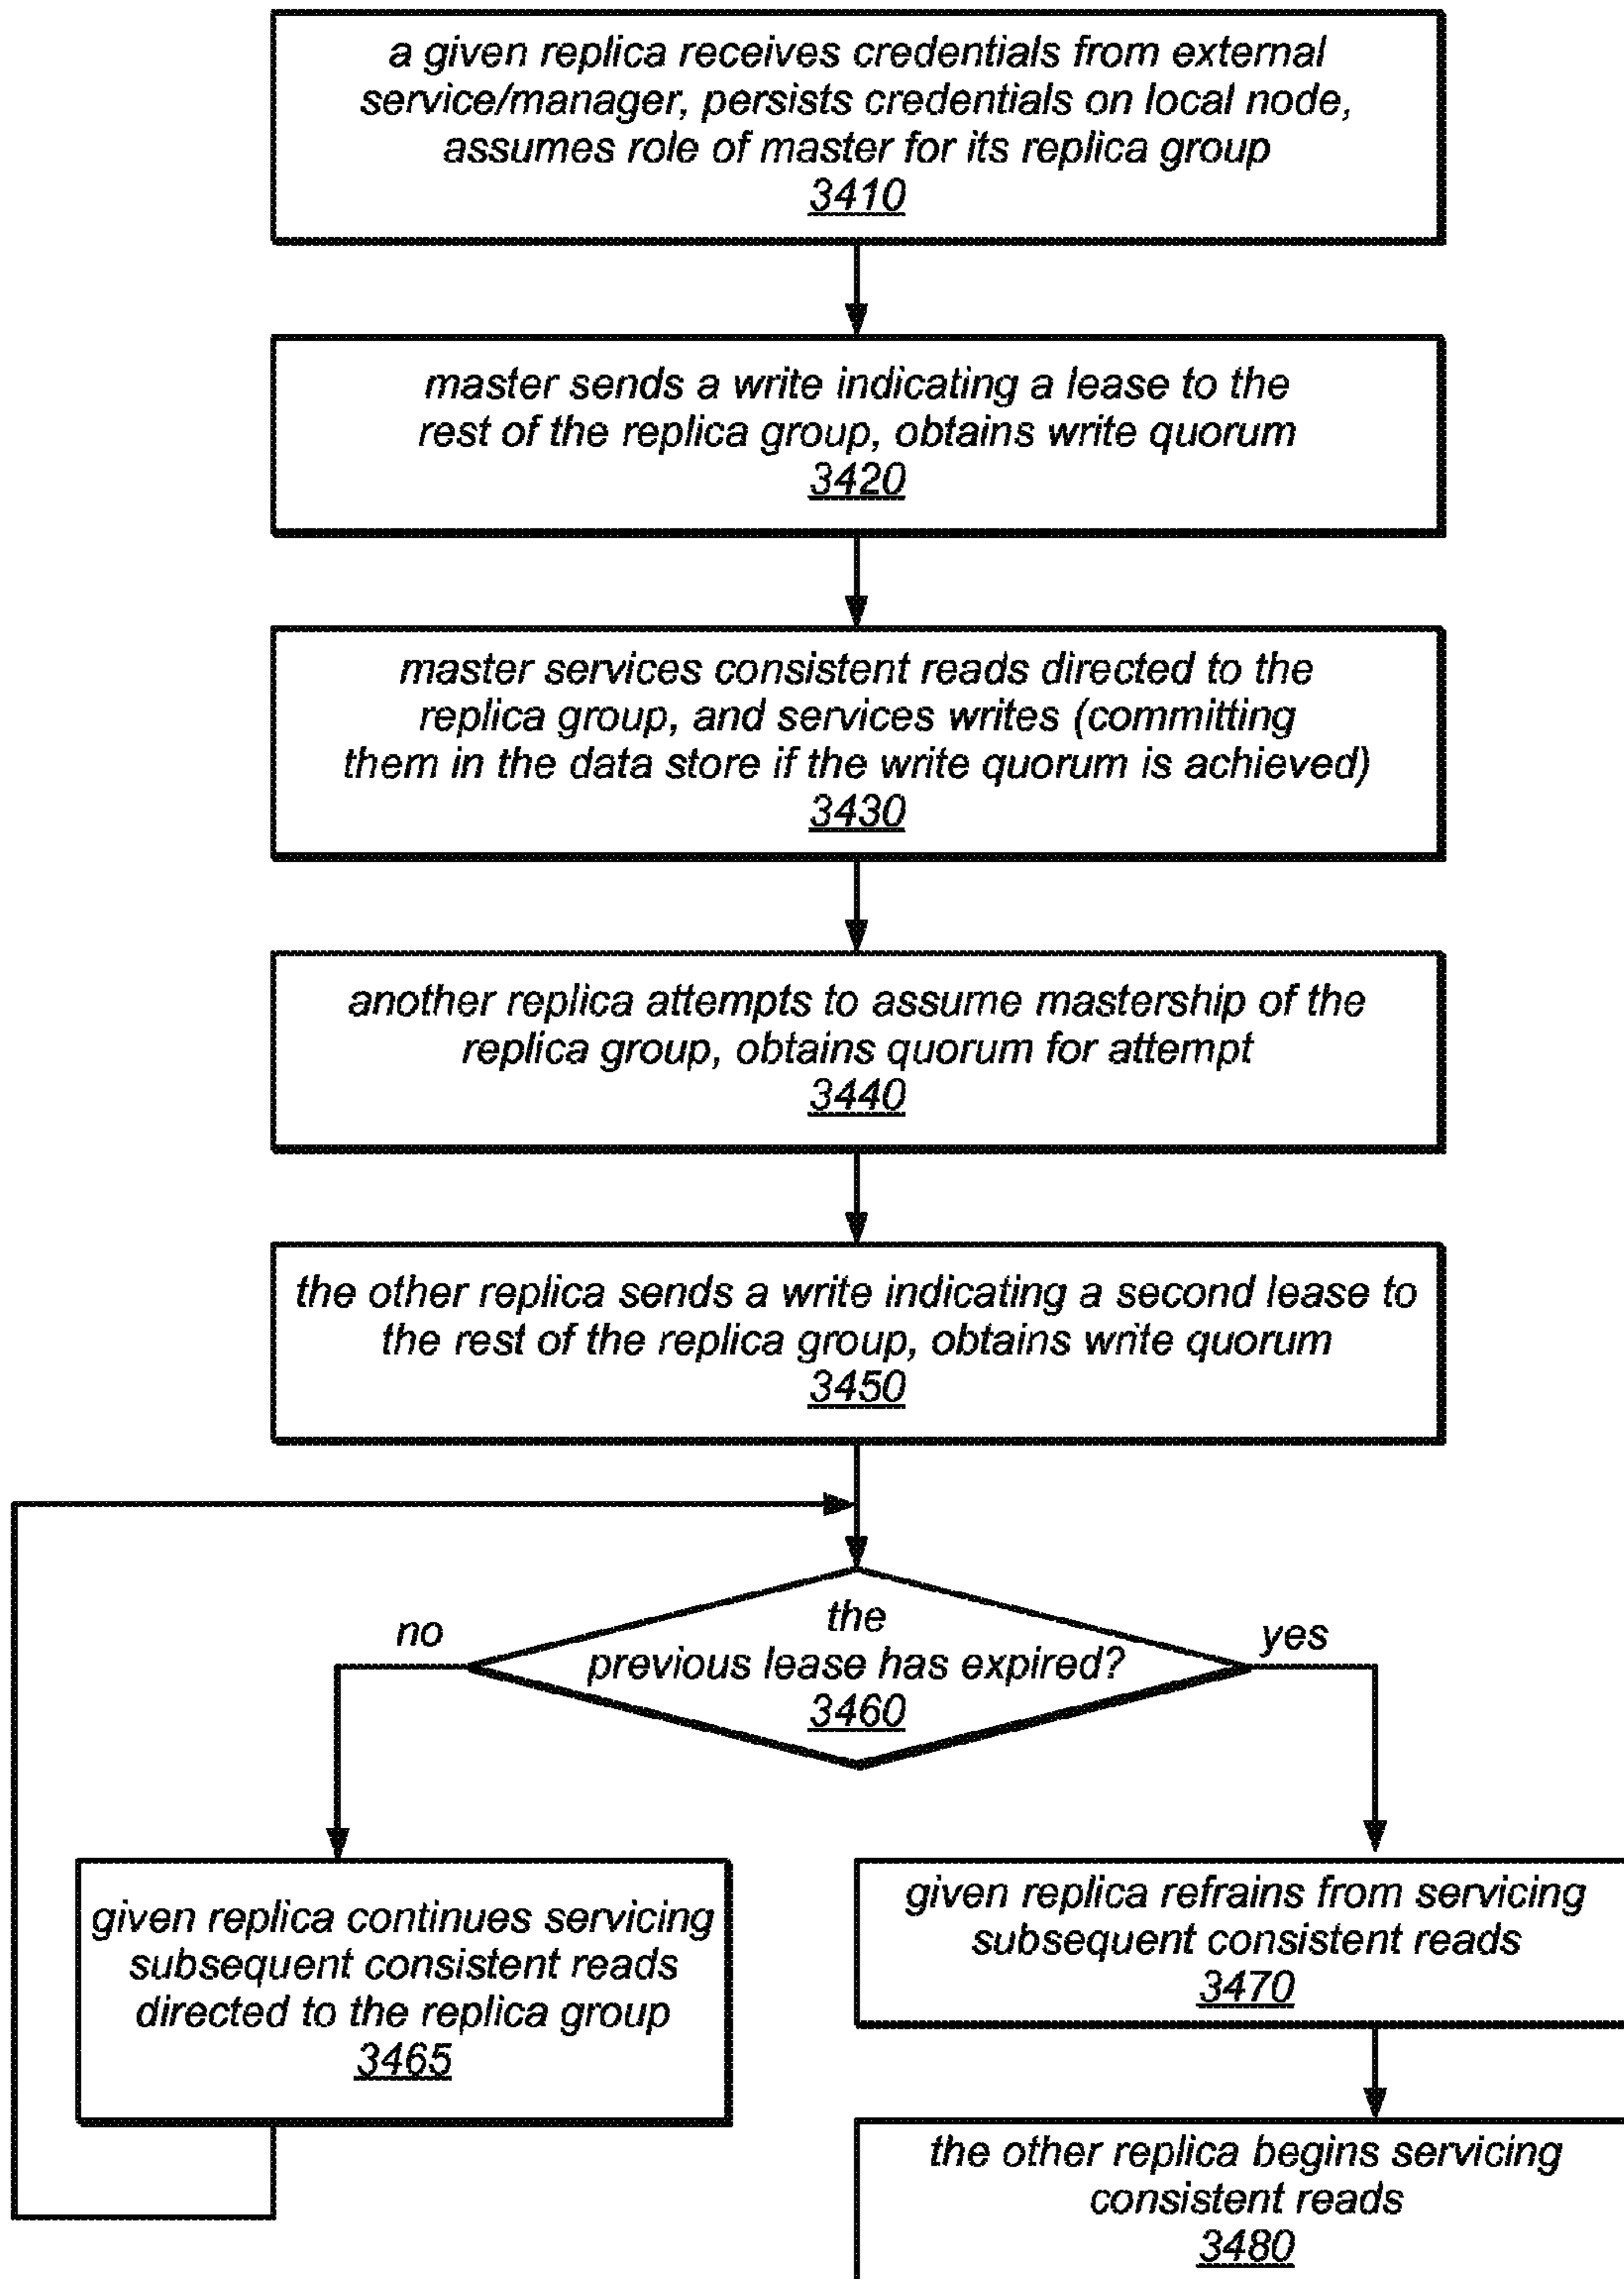 a given replica receives credentials from external
service/manager, persists credentials on local node,
assumes role of master for its replica group
3410
master sends a write indicating a lease to the
rest of the replica group, obtains write quorum
3420
master services consistent reads directed to the
replica group, and services writes (committing
them in the data store if the write quorum is achieved)
3430
another replica attempts to assume mastership of the
replica group, obtains quorum for attempt
3440
the other replica sends a write indicating a second lease to
the rest of the replica group, obtains write quorum
3450
the
previous lease has expired?
3460
no
yes
given replica continues servicing
subsequent consistent reads
directed to the replica group
3465
given replica refrains from servicing
subsequent consistent reads
3470
the other replica begins servicing
consistent reads
3480